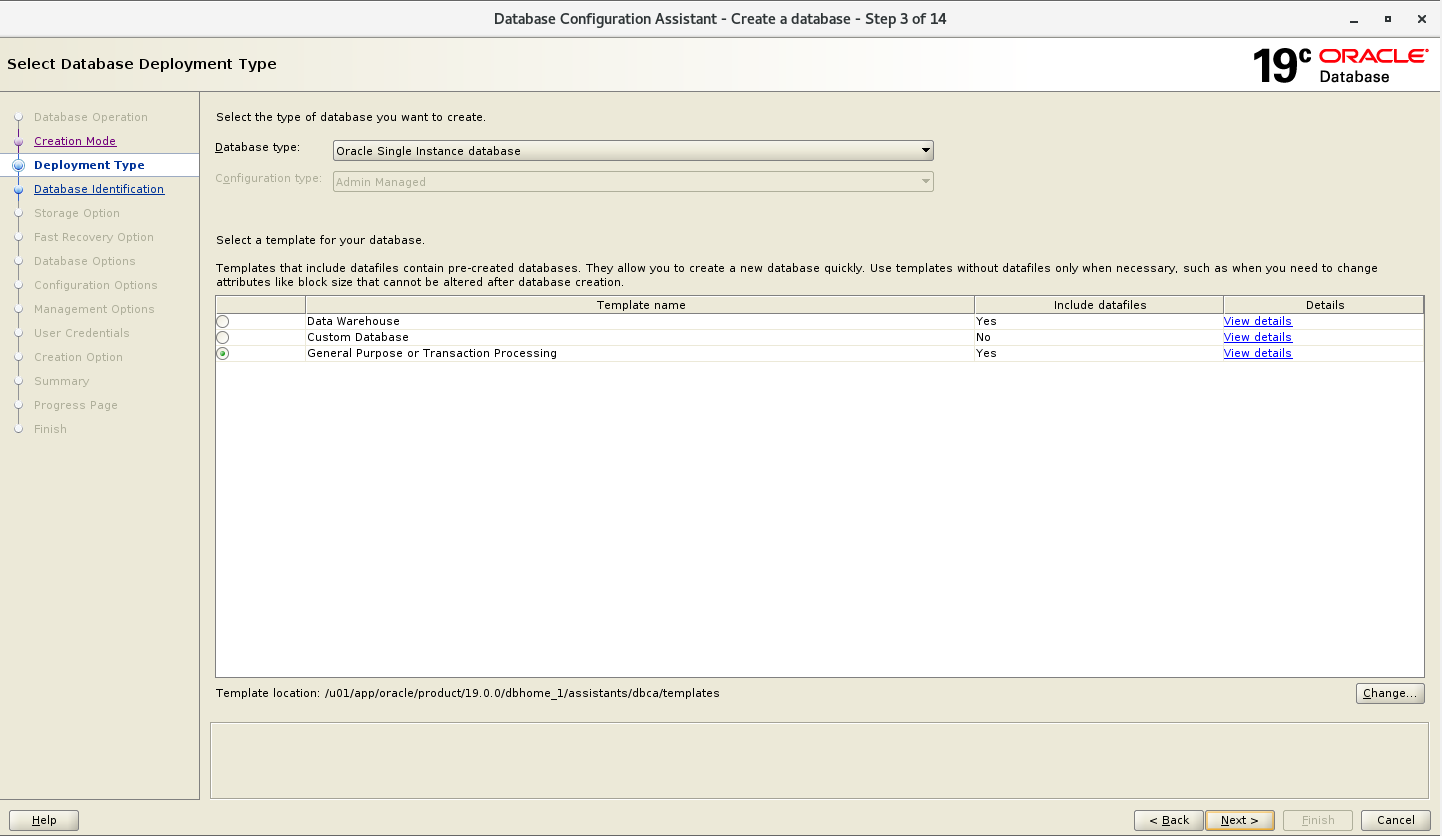 Database Configuration Assistant - Create a database - Step 3 of 14
Select Database Deployment Type
19c ORACLE
Database
Database Operation
Creation Mode
Deployment Type
Database Identification
Storage Option
Fast Recovery Option
Database Options
Configuration Options
Management Options
User Credentials
Creation Option
Summary
Progress Page
Finish
Select the type of database you want to create.
Database type: Oracle Single Instance database
Configuration type: Admin Managed
Select a template for your database.
Templates that include datafiles contain pre-created databases. They allow you to create a new database quickly. Use templates without datafiles only when necessary, such as when you need to change
attributes like block size that cannot be altered after database creation.
Template name Include datafiles Details
Data Warehouse Yes View details
Custom Database No View details
General Purpose or Transaction Processing Yes View details
Template location: /u01/app/oracle/product/19.0.0/dbhome_1/assistants/dbca/templates Change...
Help < Back Next > Finish Cancel